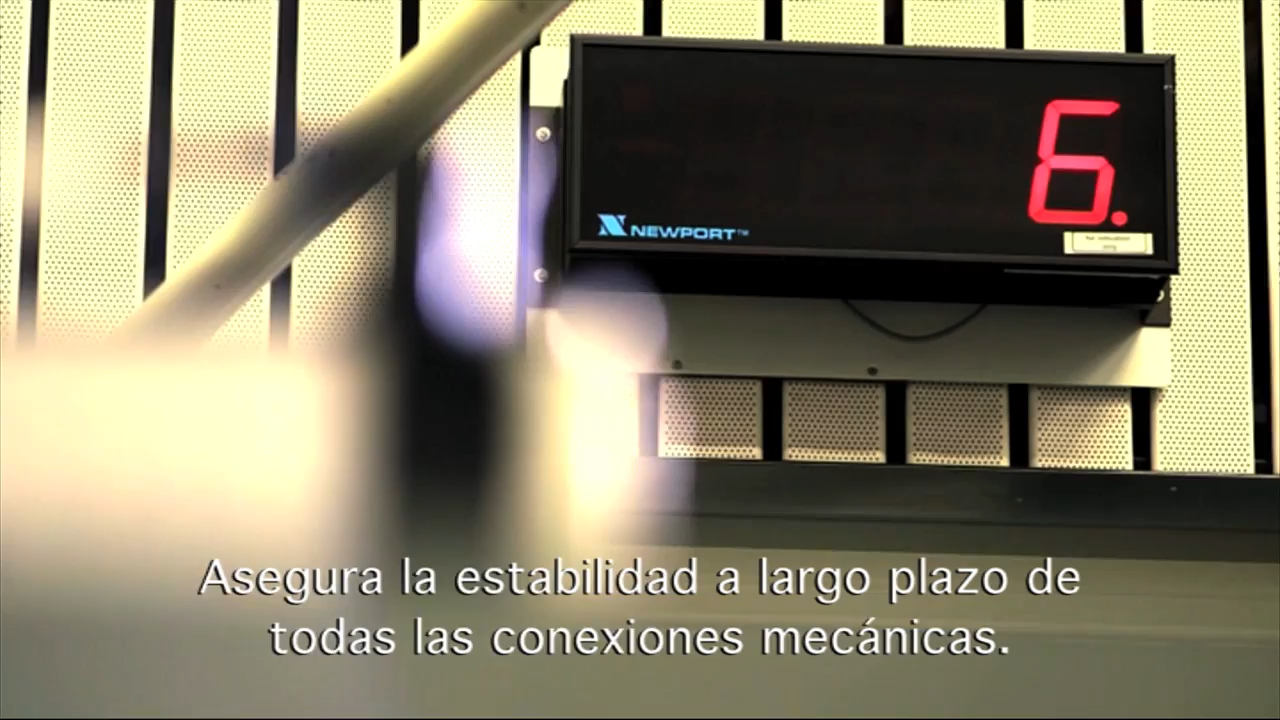 6.
NEWPORT™
Asegura la estabilidad a largo plazo de
todas las conexiones mecánicas.